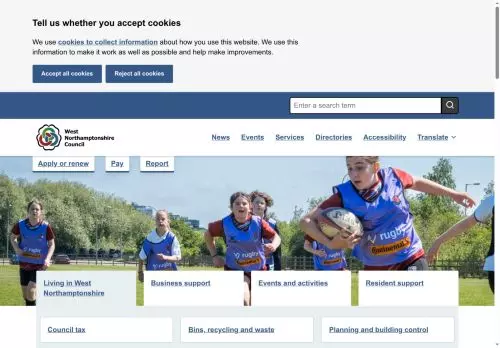 Tell us whether you accept cookies
We use cookies to collect information about how you use this website. We use this
information to make it work as well as possible and help make improvements.
Accept all cookies
Reject all cookies
Enter a search term
West
Northamptonshire
Council
News
Events
Services
Directories
Accessibility
Translate
Apply or renew
Pay
Report
rugby
rugby
rugby
Continental
Living in West
Northamptonshire
Business support
Events and activities
Resident support
Council tax
Bins, recycling and waste
Planning and building control